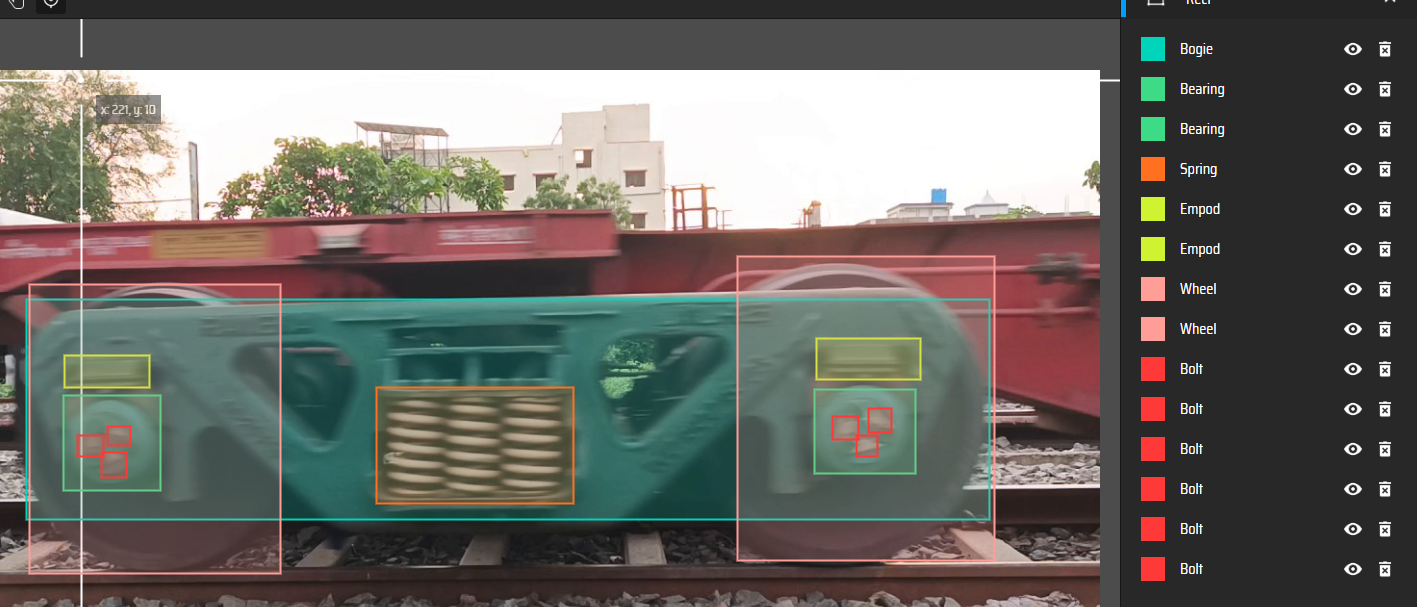 Rect
Bogie
x: 221, y: 10
Bearing
Bearing
Spring
Empod
Empod
Wheel
Wheel
Bolt
Bolt
Bolt
Bolt
Bolt
Bolt